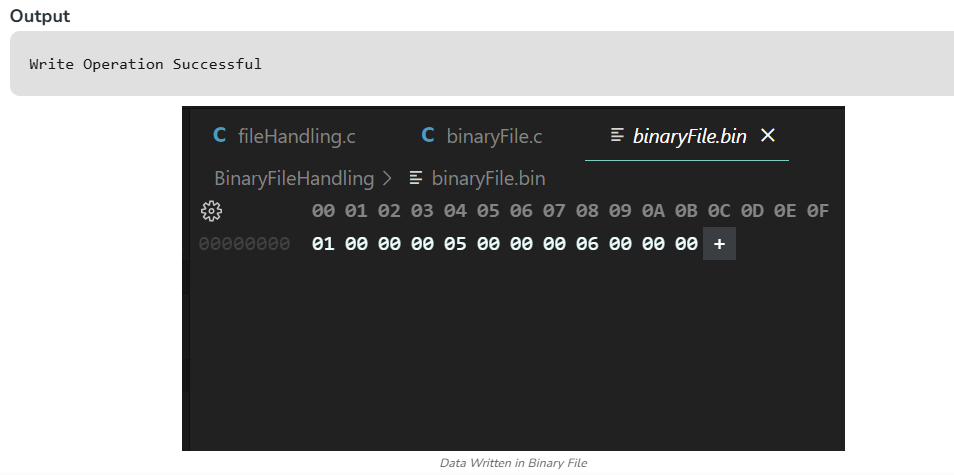 Output
Write Operation Successful
C fileHandling.c C binaryFile.c binaryFile.bin ×
BinaryFileHandling > binaryFile.bin
00 01 02 03 04 05 06 07 08 09 0A 0B 0C 0D 0E 0F
00000000 01 00 00 00 05 00 00 00 06 00 00 00 +
Data Written in Binary File